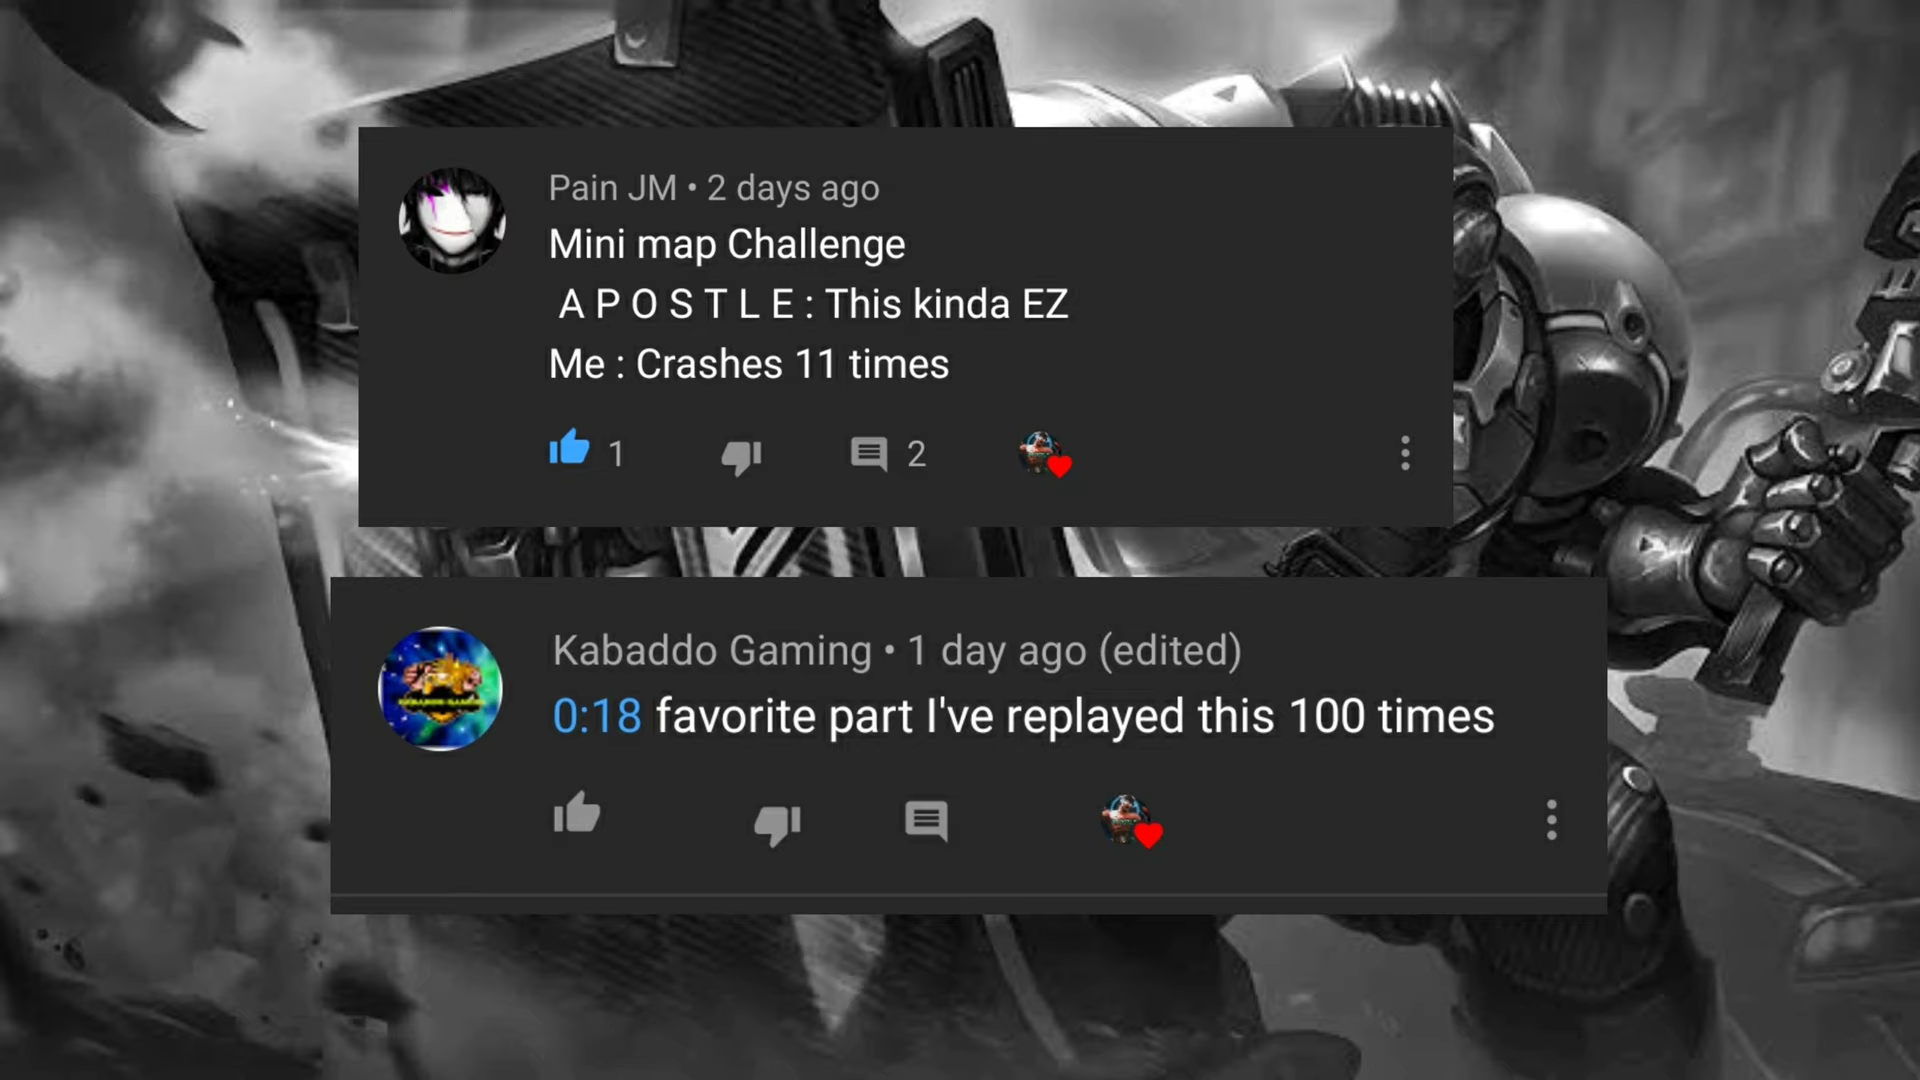 Pain JM • 2 days ago
Mini map Challenge
A P O S T L E : This kinda EZ
Me : Crashes 11 times
1
2
Kabaddo Gaming • 1 day ago (edited)
0:18 favorite part I've replayed this 100 times